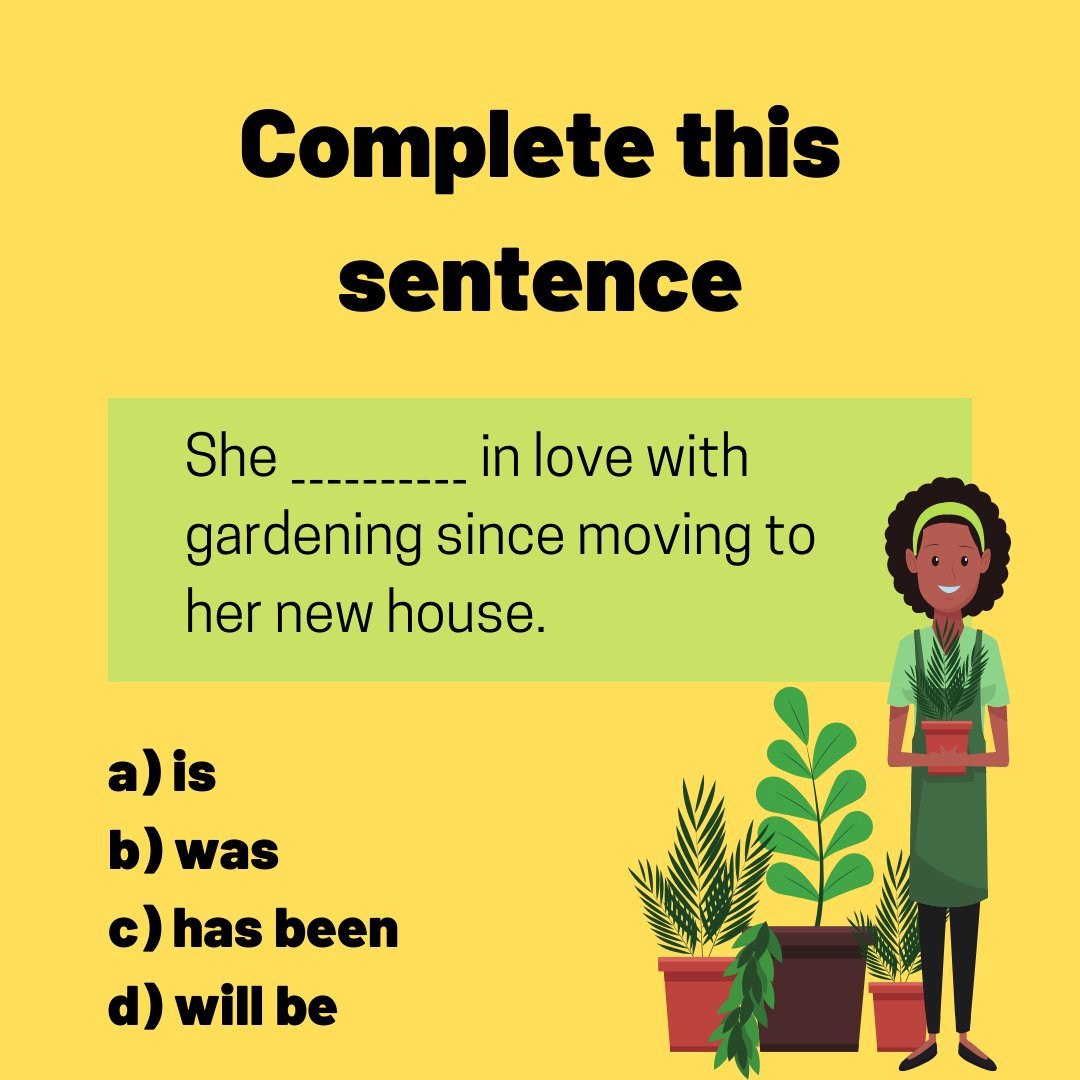 Complete this
sentence
She __________ in love with
gardening since moving to
her new house.
a) is
b) was
c) has been
d) will be